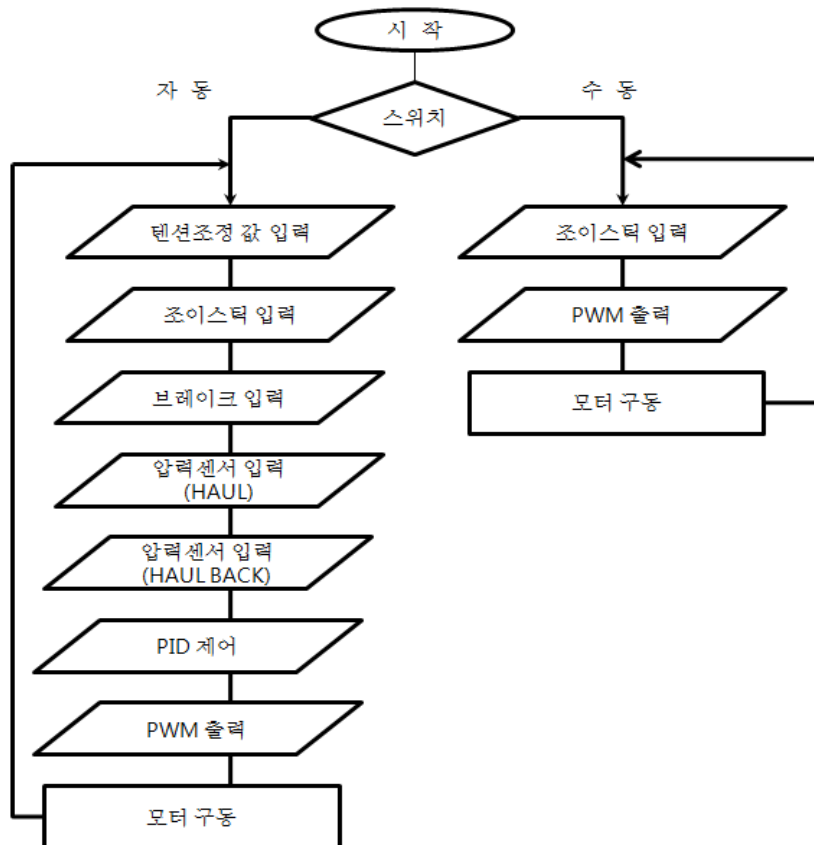 시 작
자 동
수 동
스위치
텐션조정 값 입력
조이스틱 입력
브레이크 입력
압력센서 입력
(HAUL)
압력센서 입력
(HAUL BACK)
PID 제어
PWM 출력
모터 구동
조이스틱 입력
PWM 출력
모터 구동